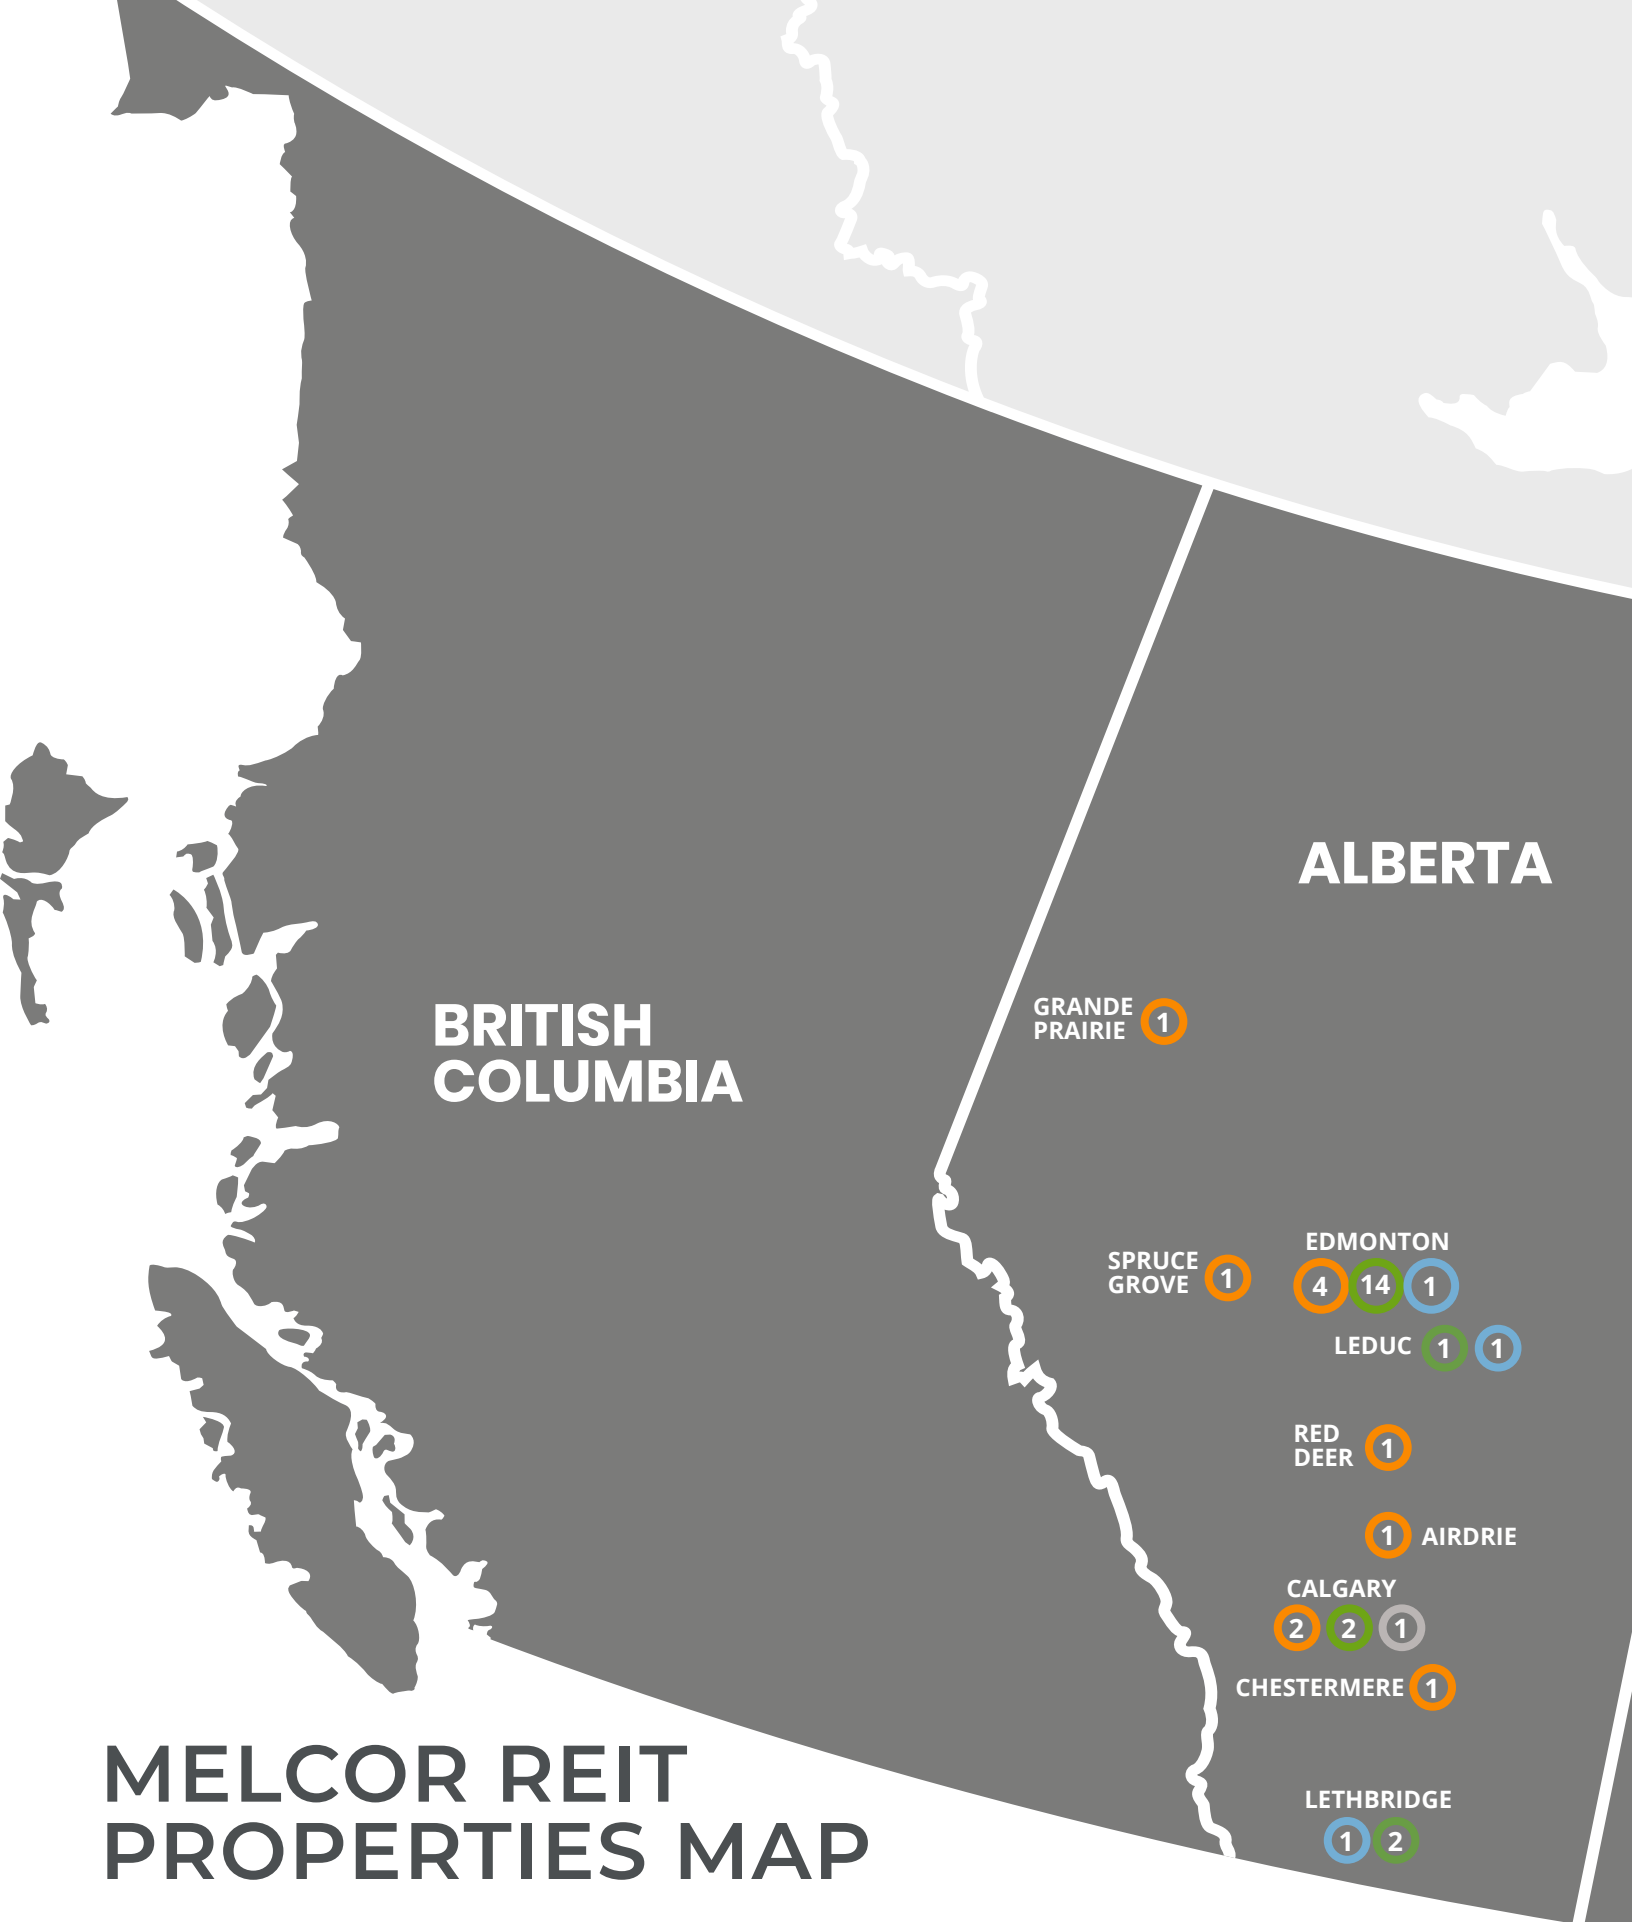 ALBERTA
BRITISH
COLUMBIA
GRANDE
PRAIRIE
1
SPRUCE
GROVE
1
EDMONTON
4 14 1
LEDUC 1 1
RED
DEER
1
1 AIRDRIE
CALGARY
2 2 1
CHESTERMERE 1
LETHBRIDGE
1 2
MELCOR REIT
PROPERTIES MAP